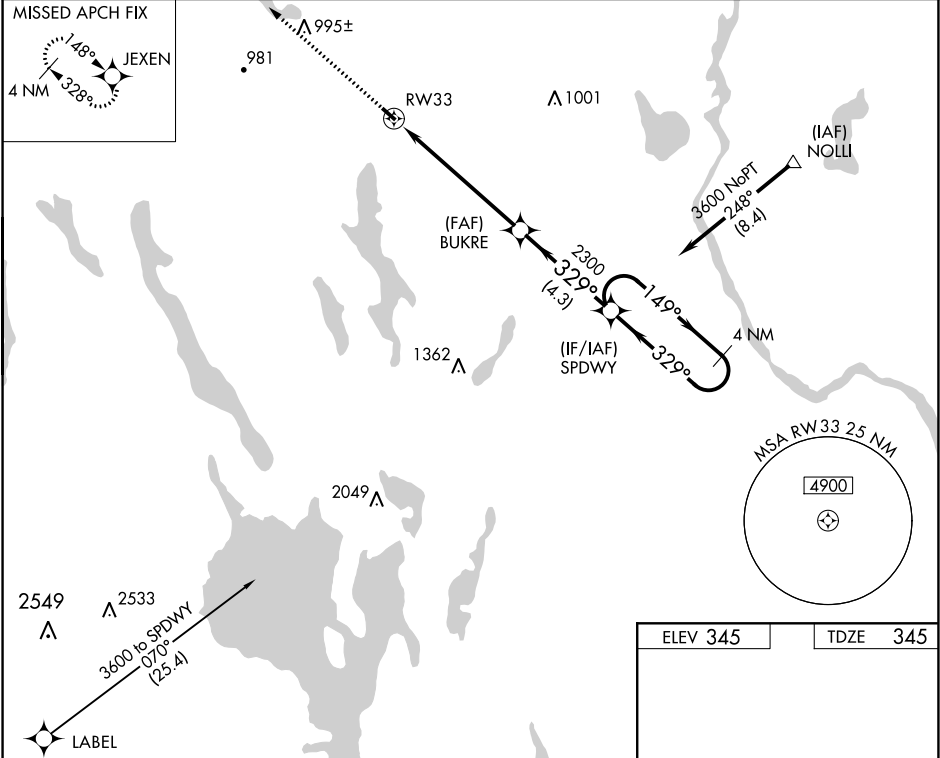 MISSED APCH FIX
148°
JEXEN
4 NM
328°
995±
981
RW33
1001
(IAF)
NOLLI
3600 NoPT
248°
(8.4)
(FAF)
BUKRE
2300
329°
(4.3)
149°
4 NM
(IF/IAF)
SPDWY
329°
1362
MSA RW33 25 NM
4900
2049
2549
2533
3600 to SPDWY
070°
(25.4)
LABEL
ELEV 345
TDZE 345